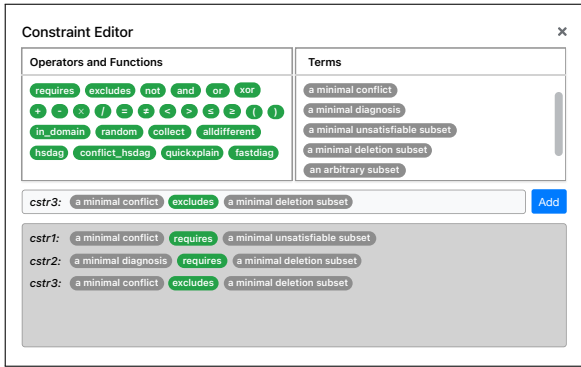 Constraint Editor ×
Operators and Functions
requires excludes not and or xor
+ - × / = ≠ < > ≤ ≥ ( )
in_domain random collect alldifferent
hsdag conflict_hsdag quickxplain fastdiag
Terms
a minimal conflict
a minimal diagnosis
a minimal unsatisfiable subset
a minimal deletion subset
an arbitrary subset
cstr3: a minimal conflict excludes a minimal deletion subset Add
cstr1: a minimal conflict requires a minimal unsatisfiable subset
cstr2: a minimal diagnosis requires a minimal deletion subset
cstr3: a minimal conflict excludes a minimal deletion subset